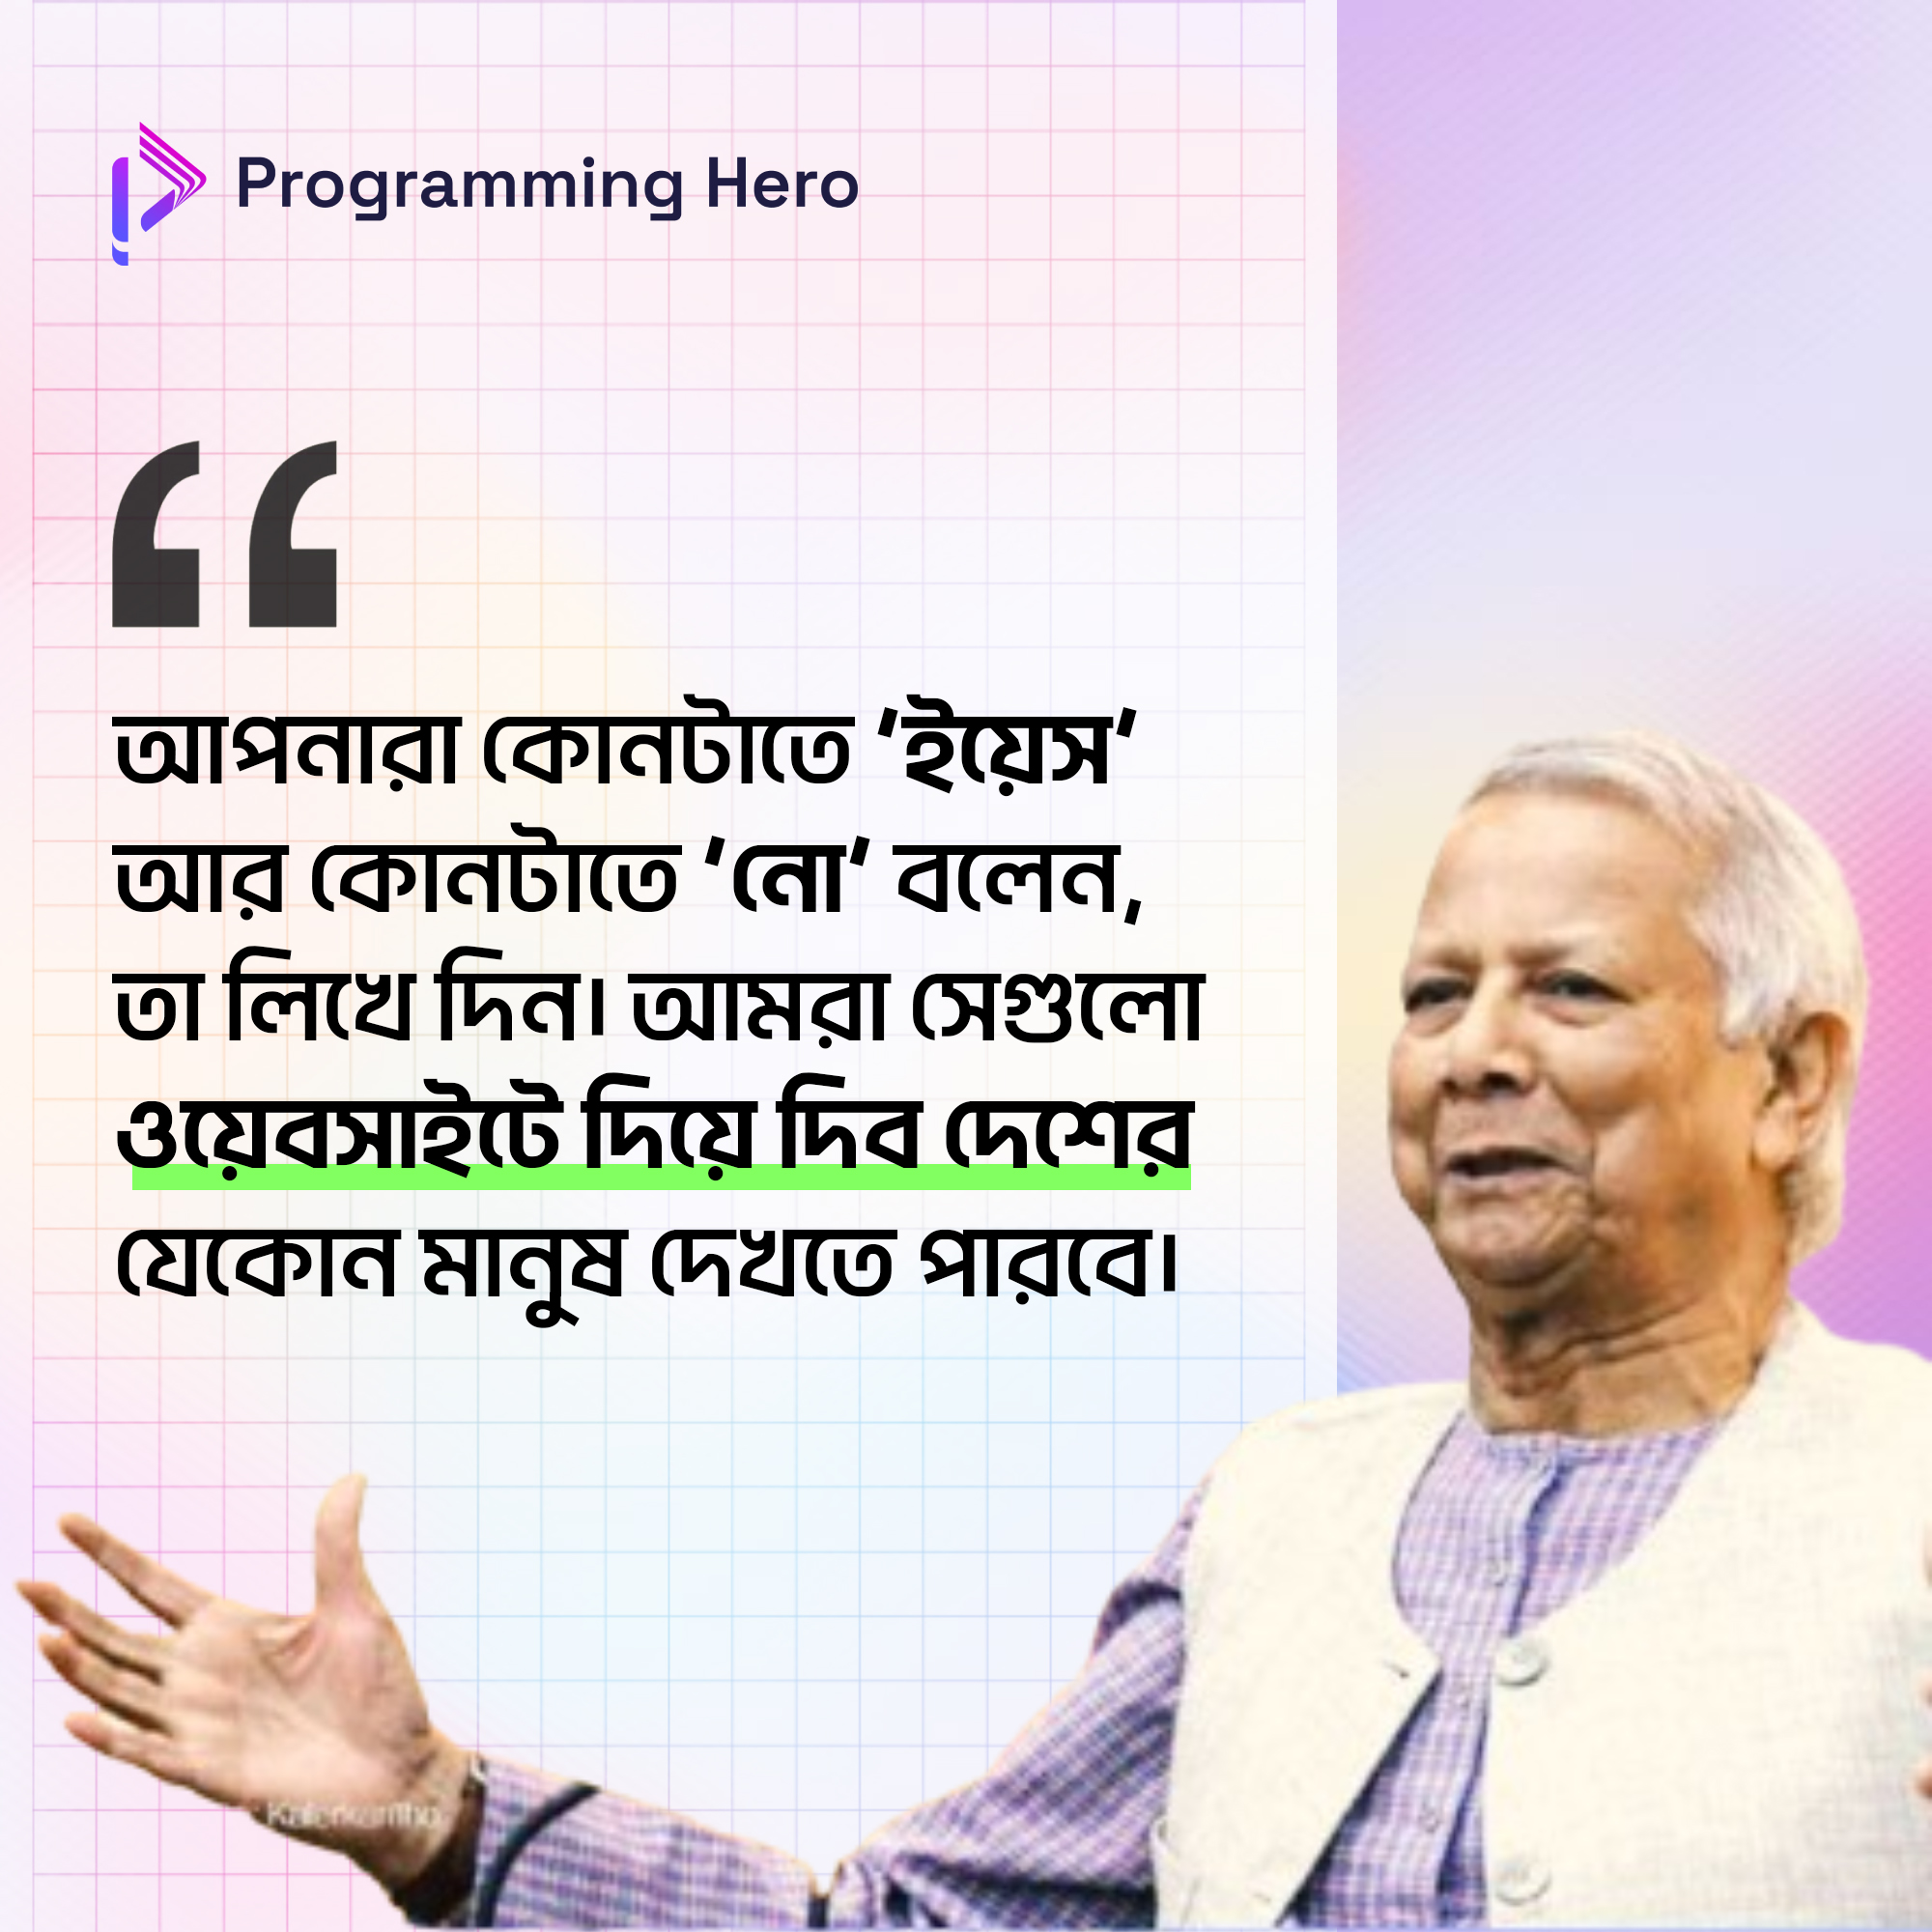 Programming Hero
“
আপনারা কোনটাতে ‘ইয়েস‘
আর কোনটাতে ‘নো‘ বলেন,
তা লিখে দিন। আমরা সেগুলো
ওয়েবসাইটে দিয়ে দিব দেশের
যেকোন মানুষ দেখতে পারবে।